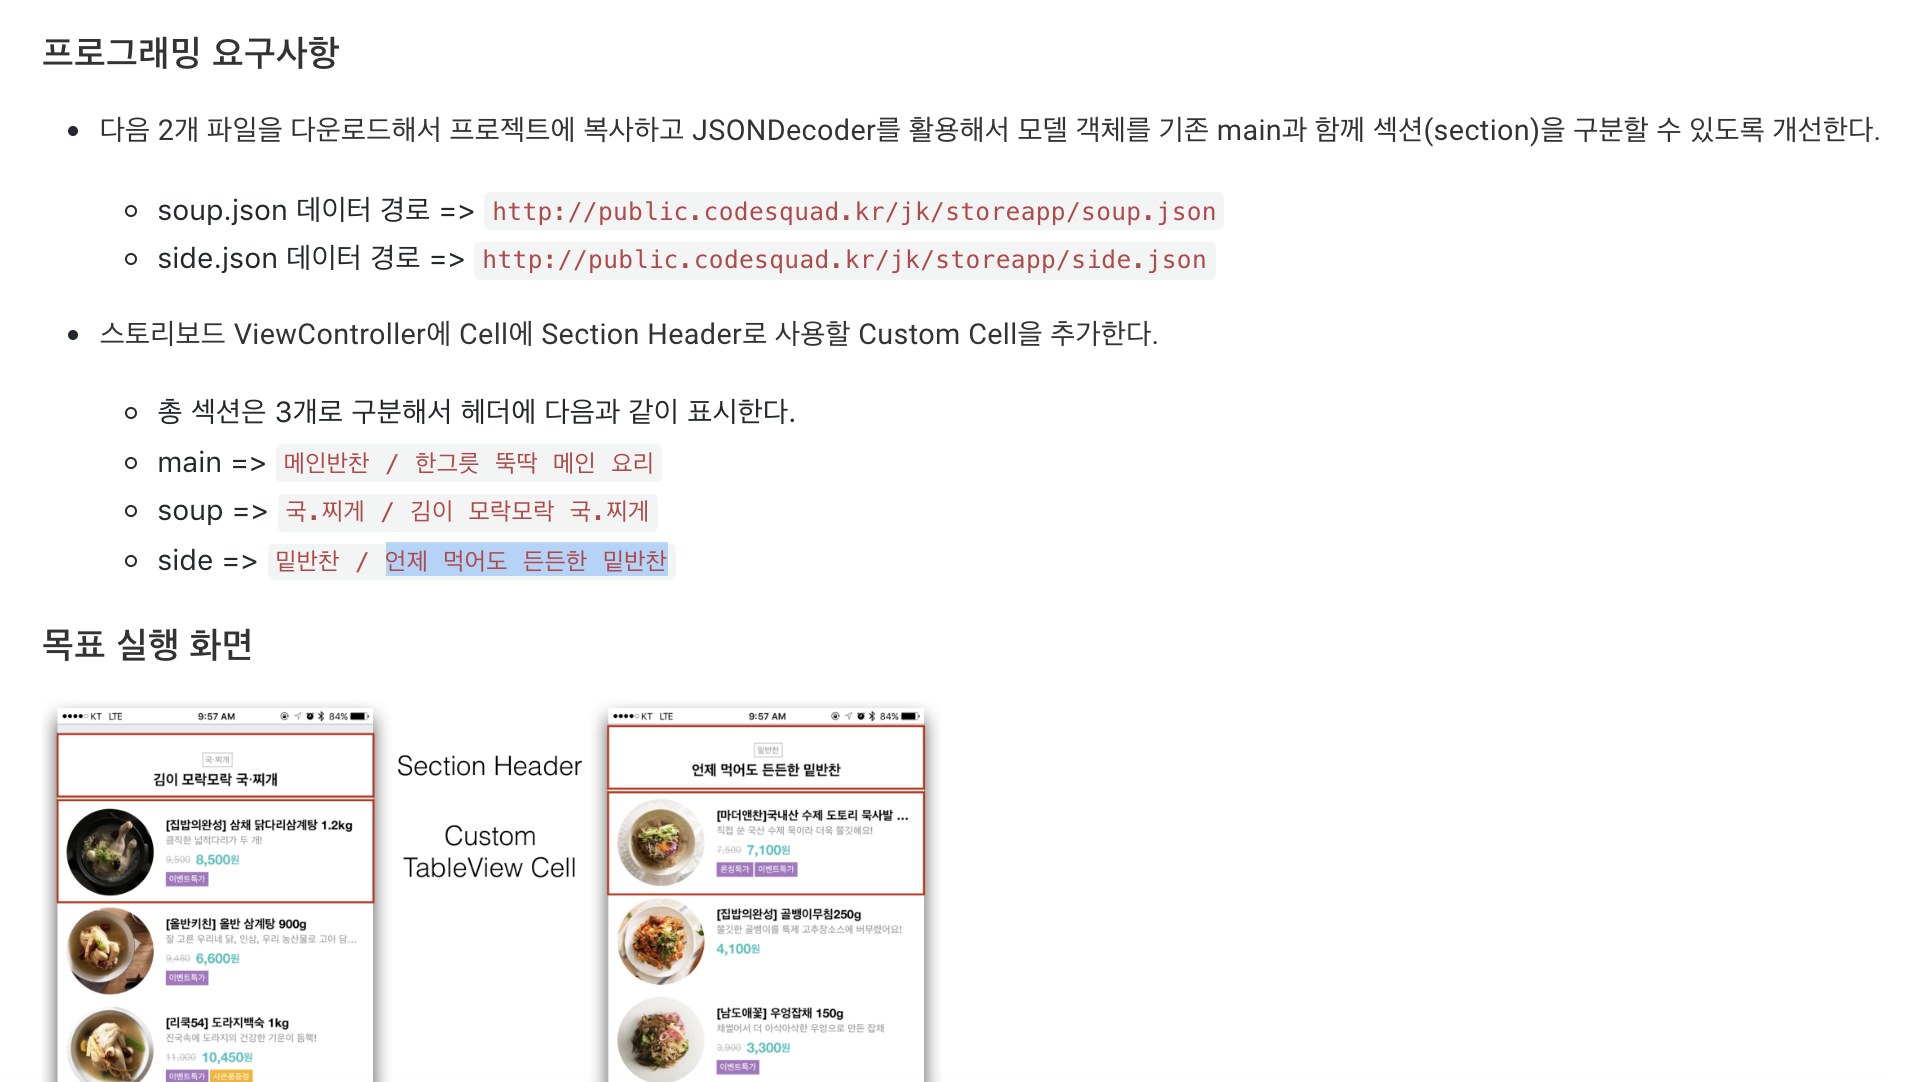 프로그래밍 요구사항
다음 2개 파일을 다운로드해서 프로젝트에 복사하고 JSONDecoder를 활용해서 모델 객체를 기존 main과 함께 섹션(section)을 구분할 수 있도록 개선한다.
soup.json 데이터 경로 => http://public.codesquad.kr/jk/storeapp/soup.json
side.json 데이터 경로 => http://public.codesquad.kr/jk/storeapp/side.json
스토리보드 ViewController에 Cell에 Section Header로 사용할 Custom Cell을 추가한다.
총 섹션은 3개로 구분해서 헤더에 다음과 같이 표시한다.
main => 메인반찬 / 한그릇 뚝딱 메인 요리
soup => 국.찌게 / 김이 모락모락 국.찌게
side => 밑반찬 / 언제 먹어도 든든한 밑반찬
목표 실행 화면
KT LTE 9:57 AM 84%
국·찌개
김이 모락모락 국·찌개
[집밥의완성] 삼채 닭다리삼계탕 1.2kg
큼직한 넓적다리가 두 개!
9,500 8,500원
이벤트특가
[올반키친] 올반 삼계탕 900g
잘 고른 우리네 닭, 인삼, 우리 농산물로 고아 담...
9,480 6,600원
이벤트특가
[리쿡54] 도라지백숙 1kg
진국속에 도라지의 건강한 기운이 듬뿍!
11,000 10,450원
이벤트특가 사은품증정
Section Header
Custom
TableView Cell
KT LTE 9:57 AM 84%
밑반찬
언제 먹어도 든든한 밑반찬
[마더앤찬]국내산 수제 도토리 묵사발 ...
직접 쑨 국산 수제 묵이라 더욱 쫄깃해요!
7,500 7,100원
론칭특가 이벤트특가
[집밥의완성] 골뱅이무침250g
쫄깃한 골뱅이를 특제 고추장소스에 버무렸어요!
4,100원
[남도애꽃] 우엉잡채 150g
채썰어서 더 아삭아삭한 우엉으로 만든 잡채
3,900 3,300원
이벤트특가